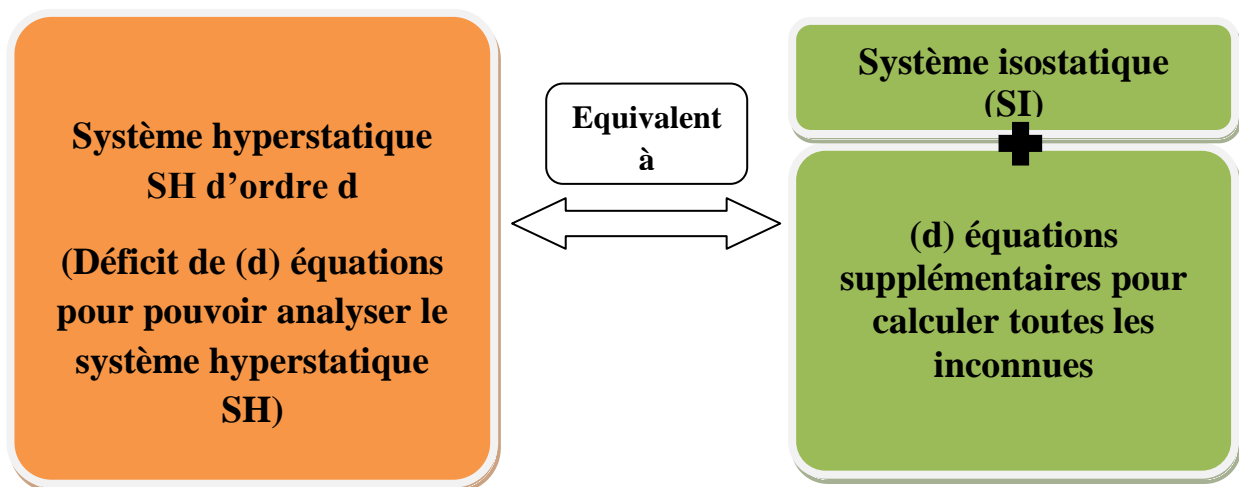 Système hyperstatique
SH d’ordre d
(Déficit de (d) équations
pour pouvoir analyser le
système hyperstatique
SH)
Equivalent
à
Système isostatique
(SI)
(d) équations
supplémentaires pour
calculer toutes les
inconnues